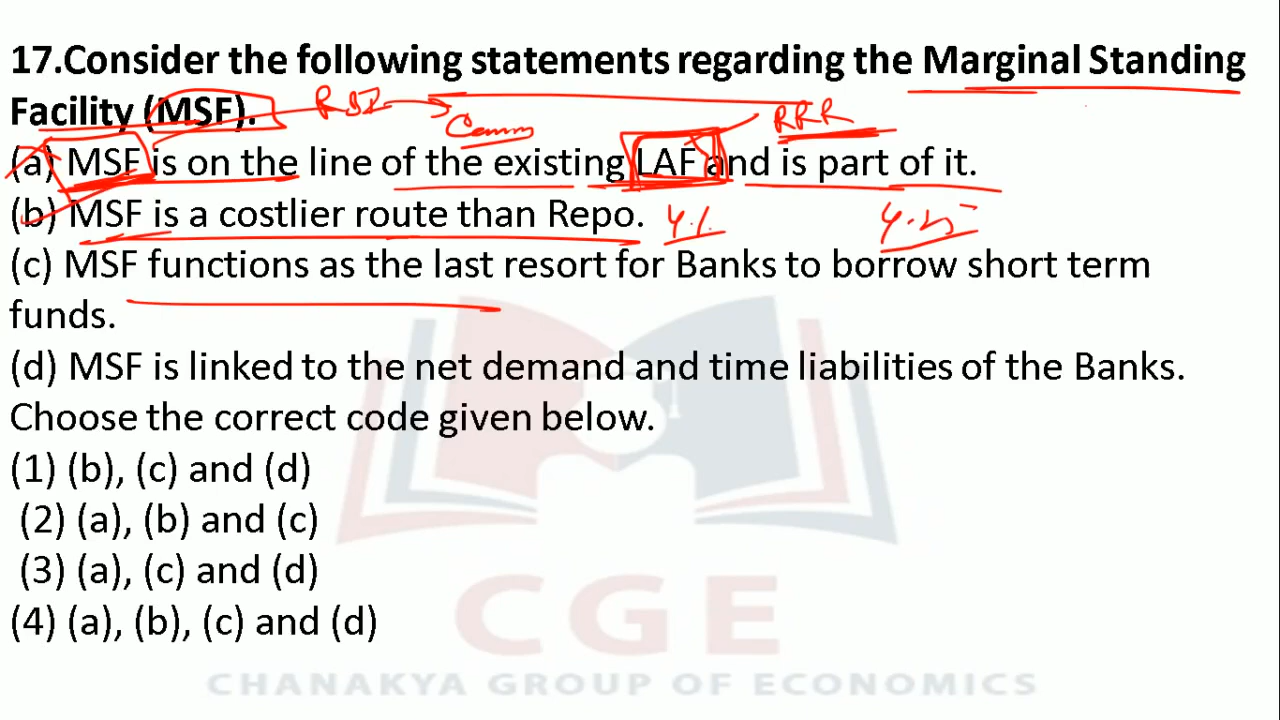 17.Consider the following statements regarding the Marginal Standing
Facility (MSF).
RBI
Comm
RRR
(a) MSF is on the line of the existing LAF and is part of it.
(b) MSF is a costlier route than Repo. 4%
(c) MSF functions as the last resort for Banks to borrow short term
funds.
(d) MSF is linked to the net demand and time liabilities of the Banks.
Choose the correct code given below.
(1) (b), (c) and (d)
(2) (a), (b) and (c)
(3) (a), (c) and (d)
(4) (a), (b), (c) and (d)
CGE
CHANAKYA GROUP OF ECONOMICS